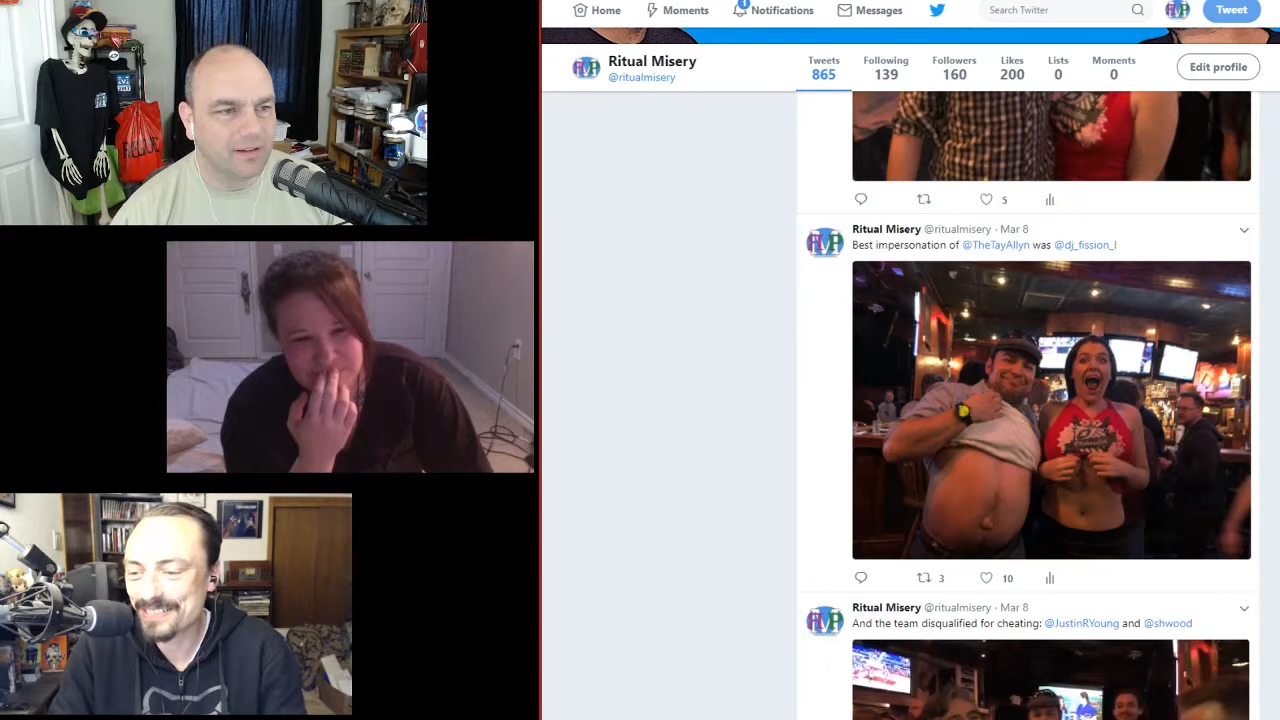 Home
Moments
1
Notifications
Messages
Search Twitter
Tweet
Ritual Misery
@ritualmisery
Tweets
865
Following
139
Followers
160
Likes
200
Lists
0
Moments
0
Edit profile
5
Ritual Misery @ritualmisery · Mar 8
Best impersonation of @TheTayAllyn was @dj_fission_!
3
10
Ritual Misery @ritualmisery · Mar 8
And the team disqualified for cheating: @JustinRYoung and @shwood